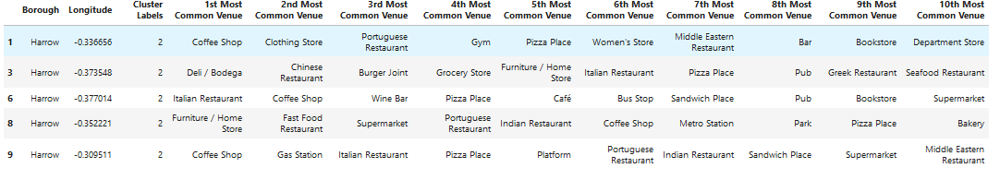 Borough Longitude Cluster Labels 1st Most Common Venue 2nd Most Common Venue 3rd Most Common Venue 4th Most Common Venue 5th Most Common Venue 6th Most Common Venue 7th Most Common Venue 8th Most Common Venue 9th Most Common Venue 10th Most Common Venue
1 Harrow -0.336656 2 Coffee Shop Clothing Store Portuguese Restaurant Gym Pizza Place Women's Store Middle Eastern Restaurant Bar Bookstore Department Store
3 Harrow -0.373548 2 Deli / Bodega Chinese Restaurant Burger Joint Grocery Store Furniture / Home Store Italian Restaurant Pizza Place Pub Greek Restaurant Seafood Restaurant
6 Harrow -0.377014 2 Italian Restaurant Coffee Shop Wine Bar Pizza Place Café Bus Stop Sandwich Place Pub Bookstore Supermarket
8 Harrow -0.352221 2 Furniture / Home Store Fast Food Restaurant Supermarket Portuguese Restaurant Indian Restaurant Coffee Shop Metro Station Park Pizza Place Bakery
9 Harrow -0.309511 2 Coffee Shop Gas Station Italian Restaurant Pizza Place Platform Portuguese Restaurant Indian Restaurant Sandwich Place Supermarket Middle Eastern Restaurant